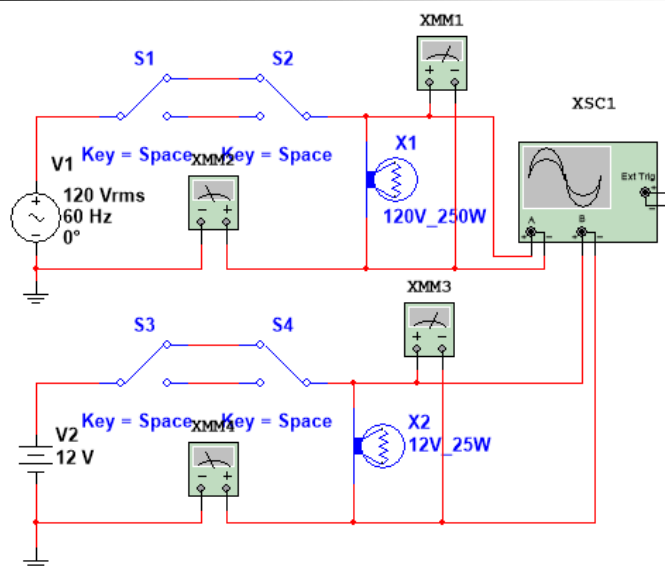 XMM1
S1
S2
XSC1
Key = Space
XMM2
Key = Space
V1
120 Vrms
60 Hz
0°
X1
120V_250W
Ext Trig
+
−
A
B
+
−
+
−
+
−
−
+
XMM3
S3
S4
+
−
Key = Space
XMM4
Key = Space
V2
12 V
X2
12V_25W
−
+